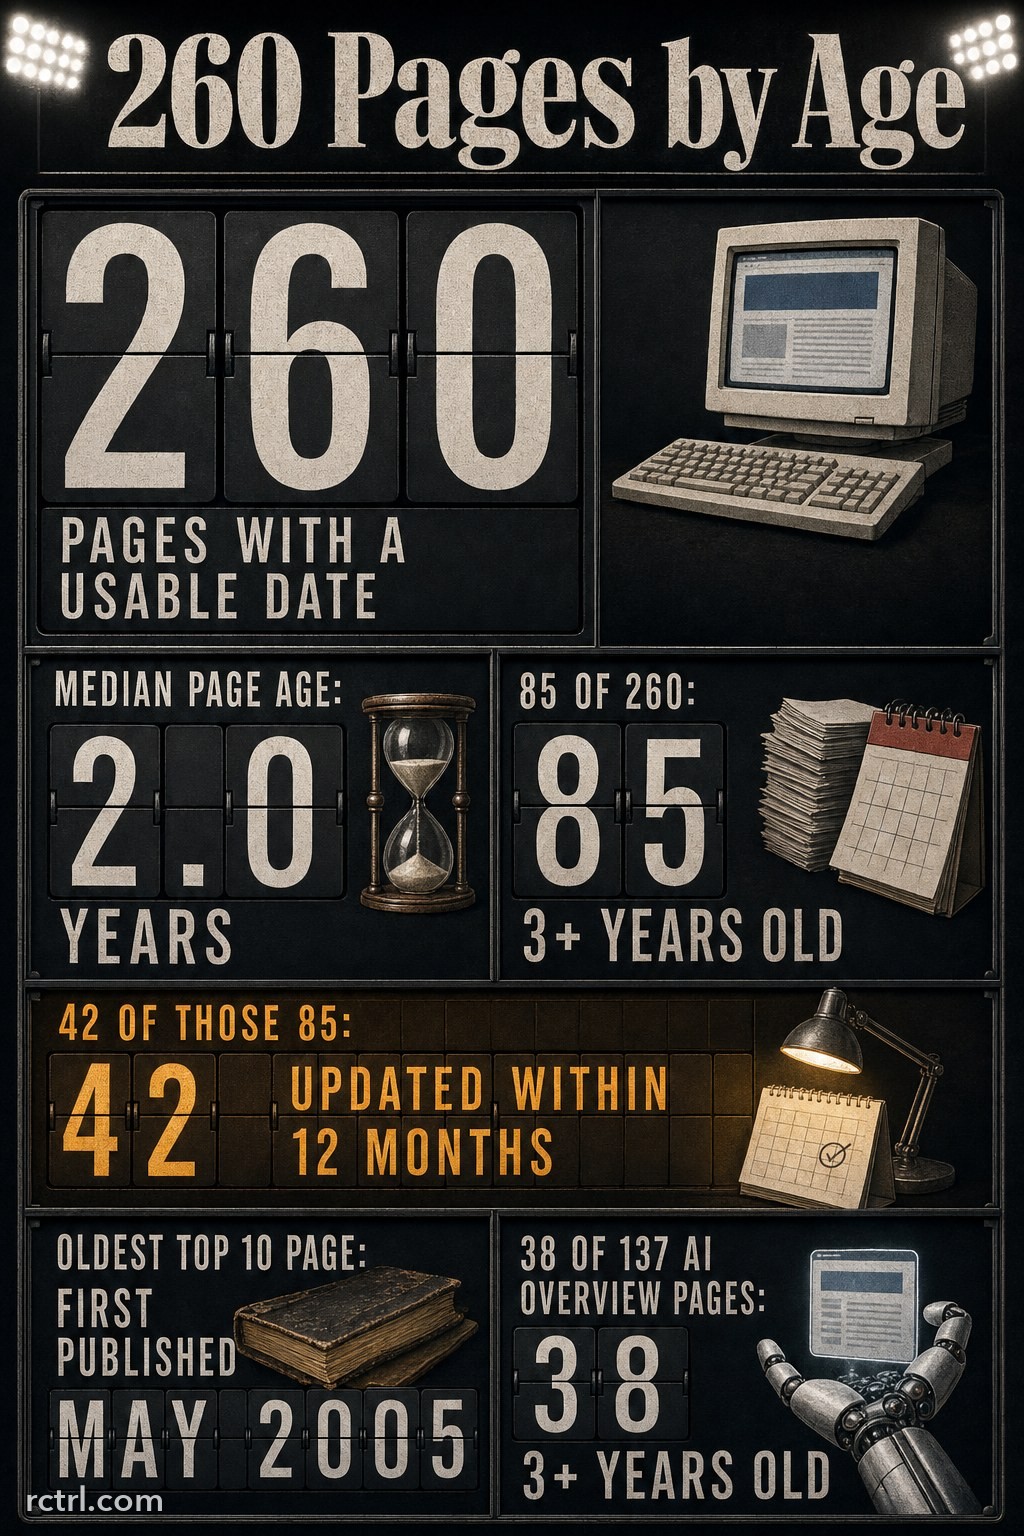 260 Pages by Age
260
PAGES WITH A
USABLE DATE
MEDIAN PAGE AGE:
2.0
YEARS
85 OF 260:
85
3+ YEARS OLD
42 OF THOSE 85:
42
UPDATED WITHIN
12 MONTHS
OLDEST TOP 10 PAGE:
FIRST
PUBLISHED
MAY 2005
38 OF 137 AI
OVERVIEW PAGES:
38
3+ YEARS OLD
rctrl.com